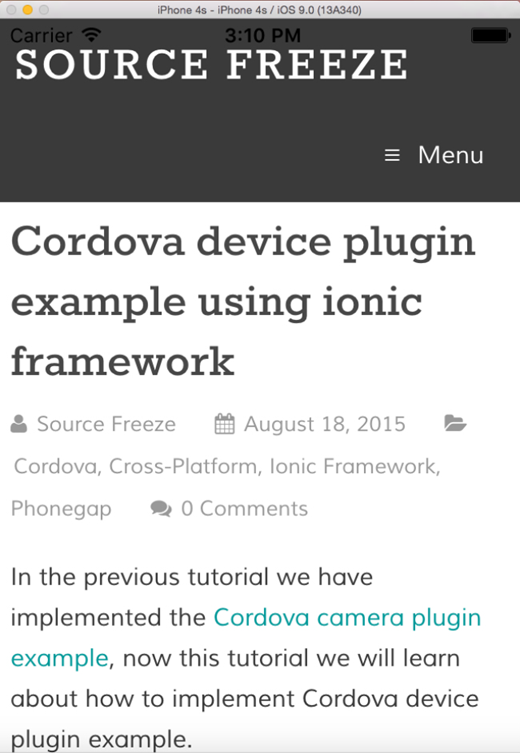 iPhone 4s - iPhone 4s / iOS 9.0 (13A340)
Carrier 3:10 PM
SOURCE FREEZE
Menu
Cordova device plugin
example using ionic
framework
Source Freeze August 18, 2015
Cordova, Cross-Platform, Ionic Framework,
Phonegap 0 Comments
In the previous tutorial we have
implemented the Cordova camera plugin
example, now this tutorial we will learn
about how to implement Cordova device
plugin example.